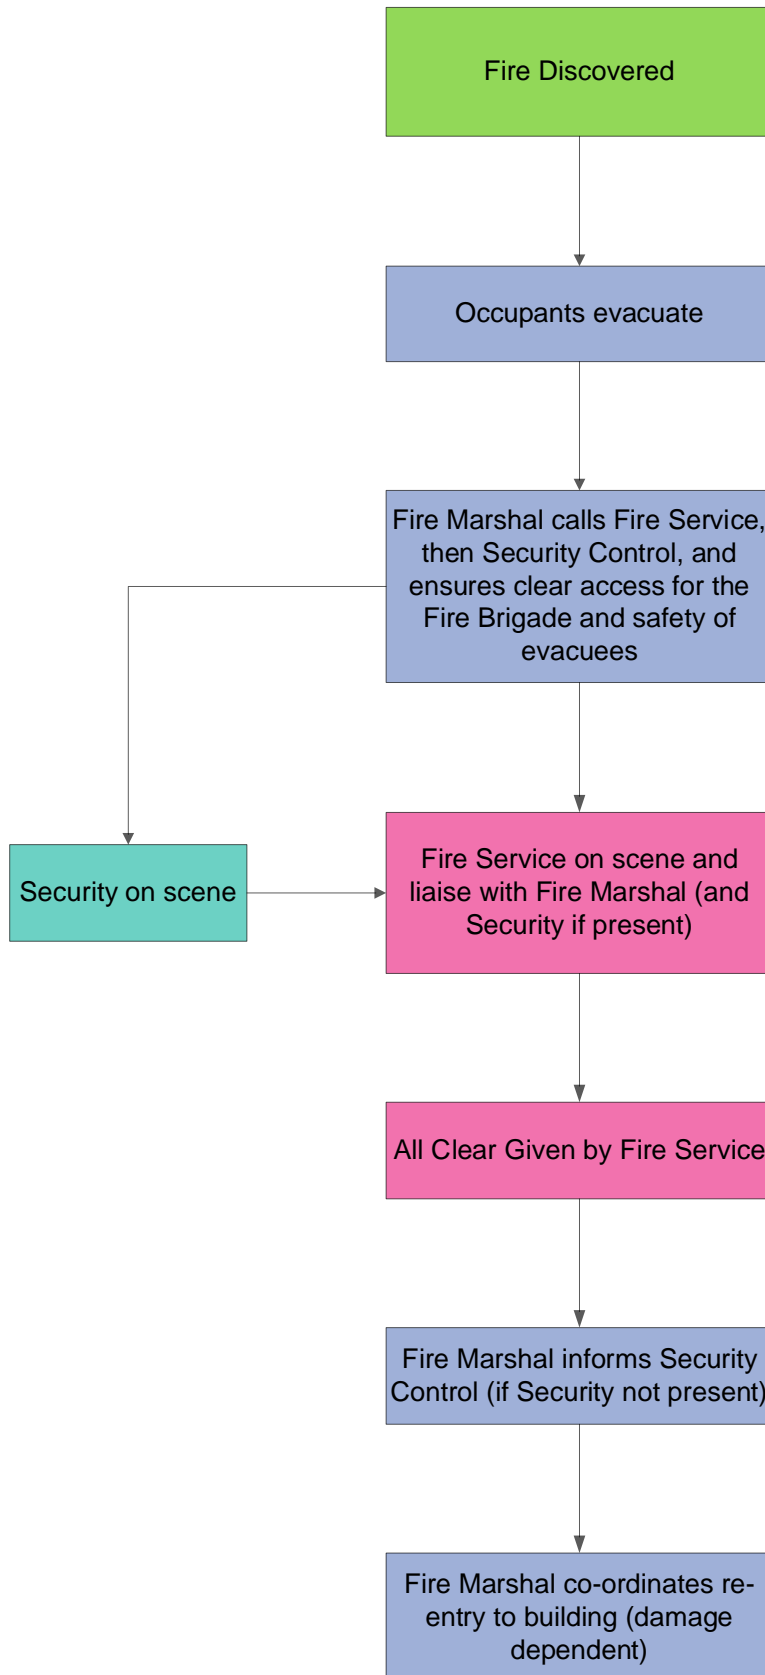 Fire Discovered
Occupants evacuate
Fire Marshal calls Fire Service,
then Security Control, and
ensures clear access for the
Fire Brigade and safety of
evacuees
Security on scene
Fire Service on scene and
liaise with Fire Marshal (and
Security if present)
All Clear Given by Fire Service
Fire Marshal informs Security
Control (if Security not present)
Fire Marshal co-ordinates re-
entry to building (damage
dependent)